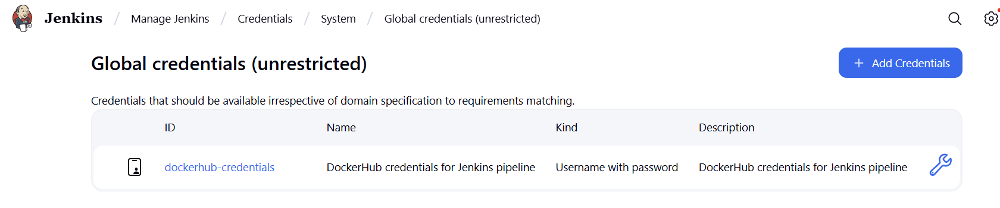 Jenkins / Manage Jenkins / Credentials / System / Global credentials (unrestricted)
Global credentials (unrestricted)
+ Add Credentials
Credentials that should be available irrespective of domain specification to requirements matching.
ID Name Kind Description
dockerhub-credentials DockerHub credentials for Jenkins pipeline Username with password DockerHub credentials for Jenkins pipeline